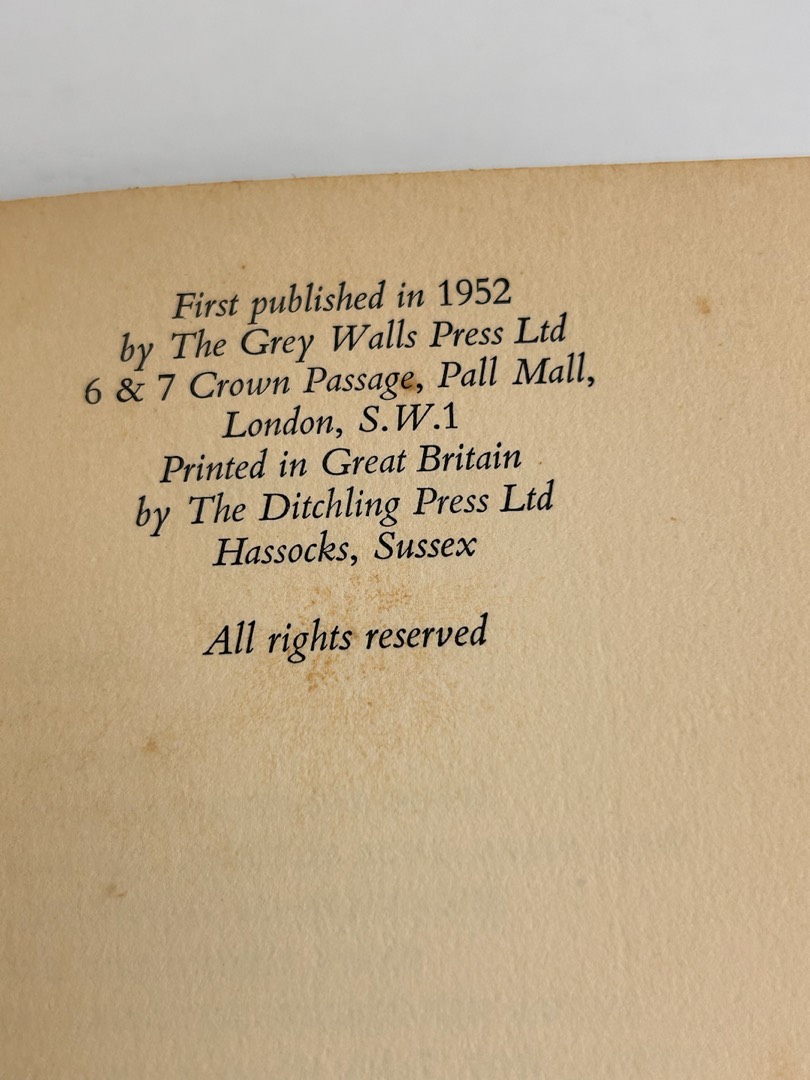 First published in 1952
by The Grey Walls Press Ltd
6 & 7 Crown Passage, Pall Mall,
London, S.W.1
Printed in Great Britain
by The Ditchling Press Ltd
Hassocks, Sussex
All rights reserved